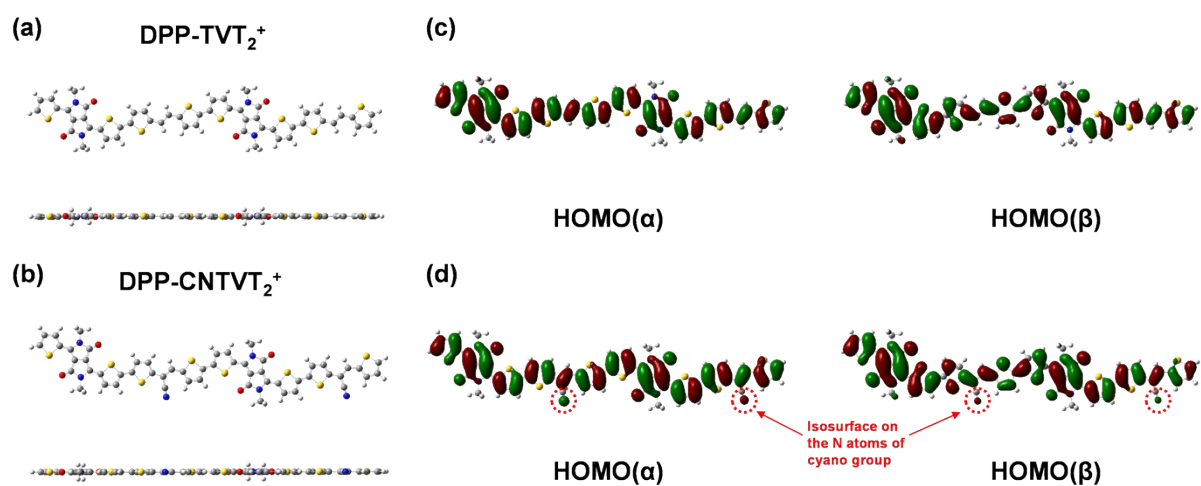 (a)
DPP-TVT₂⁺
(c)
HOMO(α)
HOMO(β)
(b)
DPP-CNTVT₂⁺
(d)
Isosurface on
the N atoms of
cyano group
HOMO(α)
HOMO(β)